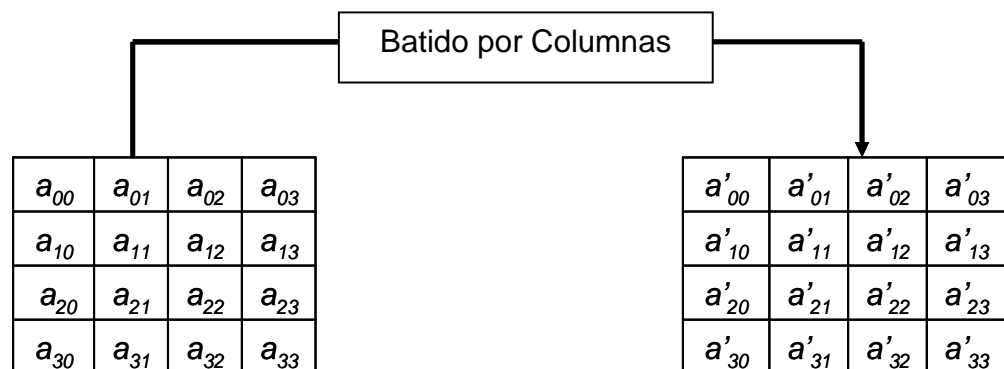 Batido por Columnas
a00 a01 a02 a03 a'00 a'01 a'02 a'03
a10 a11 a12 a13 a'10 a'11 a'12 a'13
a20 a21 a22 a23 a'20 a'21 a'22 a'23
a30 a31 a32 a33 a'30 a'31 a'32 a'33